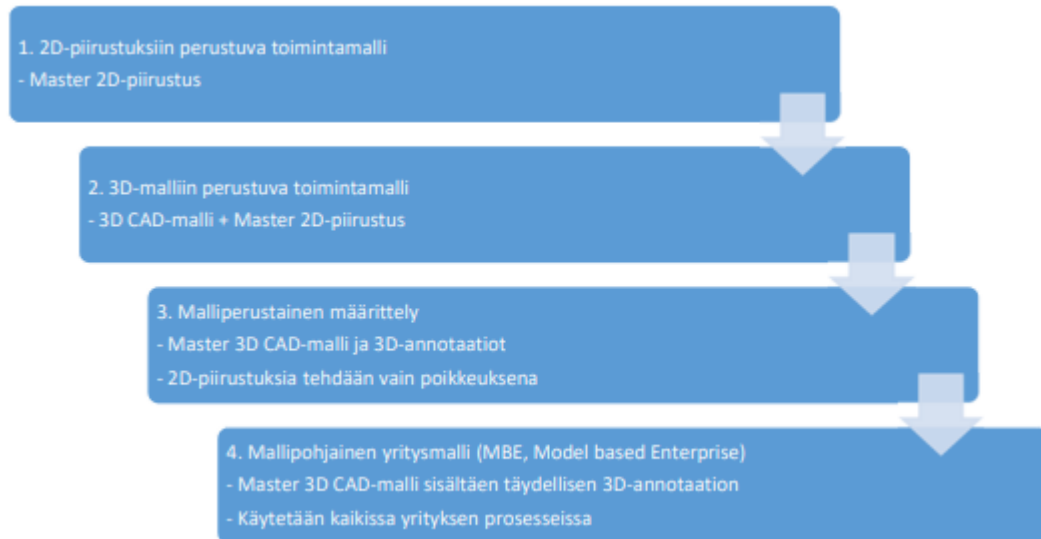 1. 2D-piirustuksiin perustuva toimintamalli
- Master 2D-piirustus
2. 3D-malliin perustuva toimintamalli
- 3D CAD-malli + Master 2D-piirustus
3. Malliperustainen määrittely
- Master 3D CAD-malli ja 3D-annotaatiot
- 2D-piirustuksia tehdään vain poikkeuksena
4. Mallipohjainen yritysmalli (MBE, Model based Enterprise)
- Master 3D CAD-malli sisältäen täydellisen 3D-annotaation
- Käytetään kaikissa yrityksen prosesseissa